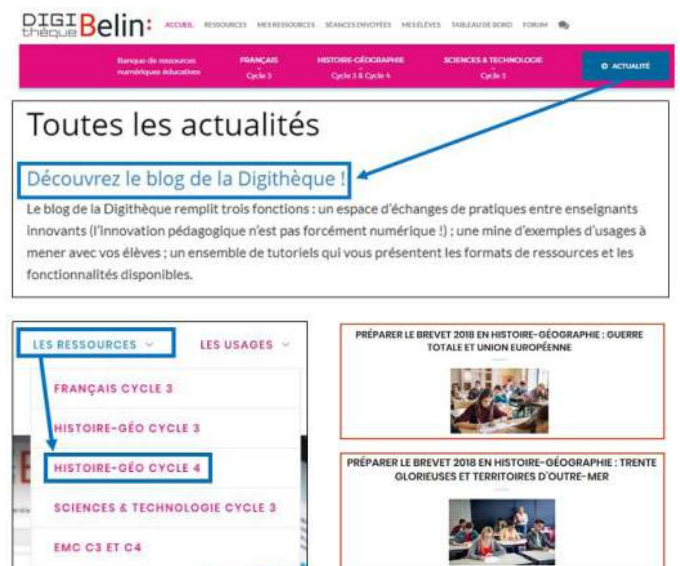 DIGI thèque Belin:
ACCUEIL RESSOURCES MES RESSOURCES SÉANCES ENVOYÉES MES ÉLÈVES TABLEAU DE BORD FORUM
Banque de ressources
numériques éducatives
FRANÇAIS
Cycle 3
HISTOIRE-GÉOGRAPHIE
Cycle 3 & Cycle 4
SCIENCES & TECHNOLOGIE
Cycle 3
ACTUALITÉ
Toutes les actualités
Découvrez le blog de la Digithèque !
Le blog de la Digithèque remplit trois fonctions : un espace d'échanges de pratiques entre enseignants
innovants (l'innovation pédagogique n'est pas forcément numérique !) ; une mine d'exemples d'usages à
mener avec vos élèves ; un ensemble de tutoriels qui vous présentent les formats de ressources et les
fonctionnalités disponibles.
LES RESSOURCES LES USAGES
FRANÇAIS CYCLE 3
HISTOIRE-GÉO CYCLE 3
HISTOIRE-GÉO CYCLE 4
SCIENCES & TECHNOLOGIE CYCLE 3
EMC C3 ET C4
PRÉPARER LE BREVET 2018 EN HISTOIRE-GÉOGRAPHIE : GUERRE
TOTALE ET UNION EUROPÉENNE
PRÉPARER LE BREVET 2018 EN HISTOIRE-GÉOGRAPHIE : TRENTE
GLORIEUSES ET TERRITOIRES D'OUTRE-MER